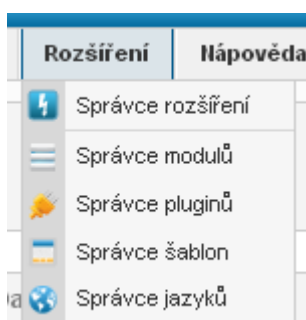 Rozšíření Nápověda
Správce rozšíření
Správce modulů
Správce pluginů
Správce šablon
Správce jazyků